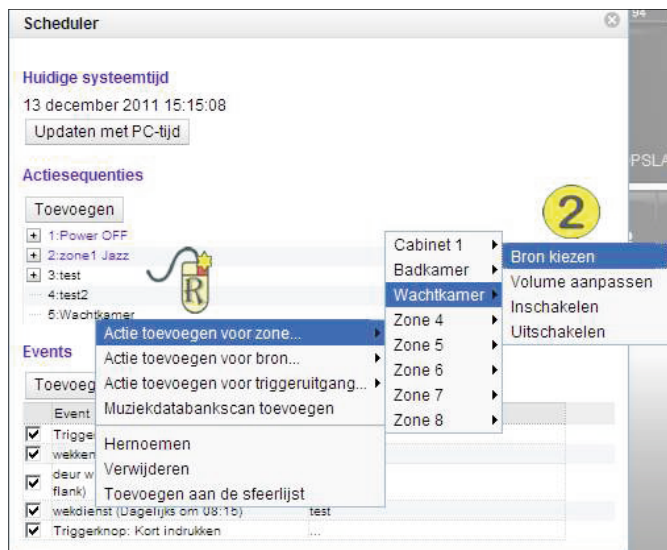 Scheduler
94
Huidige systeemtijd
13 december 2011 15:15:08
Updaten met PC-tijd
PSLA
Actiesequenties
Toevoegen
2
1:Power OFF
2:zone1 Jazz
3:test
4:test2
5:Wachtkamer
R
Actie toevoegen voor zone...
Actie toevoegen voor bron...
Actie toevoegen voor triggeruitgang...
Muziekdatabankscan toevoegen
Hernoemen
Verwijderen
Toevoegen aan de sfeerlijst
Cabinet 1
Badkamer
Wachtkamer
Zone 4
Zone 5
Zone 6
Zone 7
Zone 8
Bron kiezen
Volume aanpassen
Inschakelen
Uitschakelen
Events
Toevoeg
Event
Trigge
wekken
deur w
flank)
wekdienst (Dagelijks om 08:15) test
Triggerknop: Kort indrukken ...